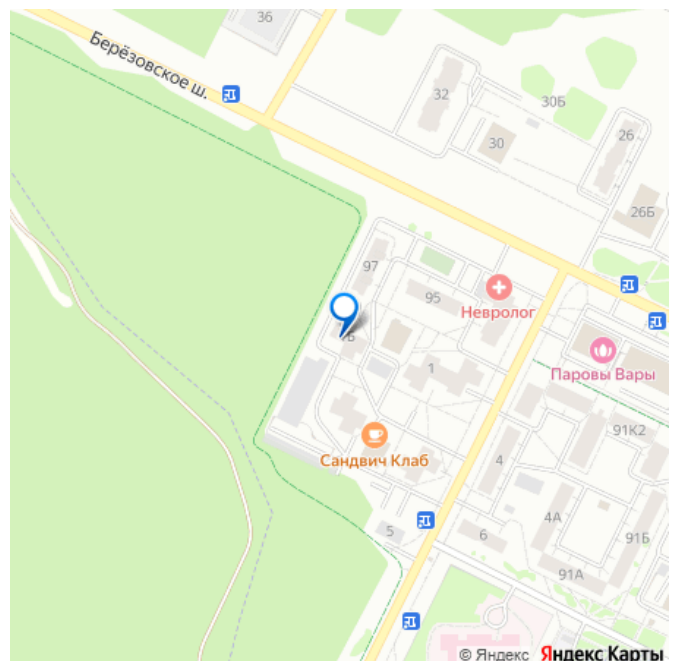 36
Берёзовское ш.
32
30Б
30
26
26Б
97
95
Невролог
1
Паровы Вары
91К2
Сандвич Клаб
4
4А
5
6
91Б
91А
© Яндекс Яндекс Карты